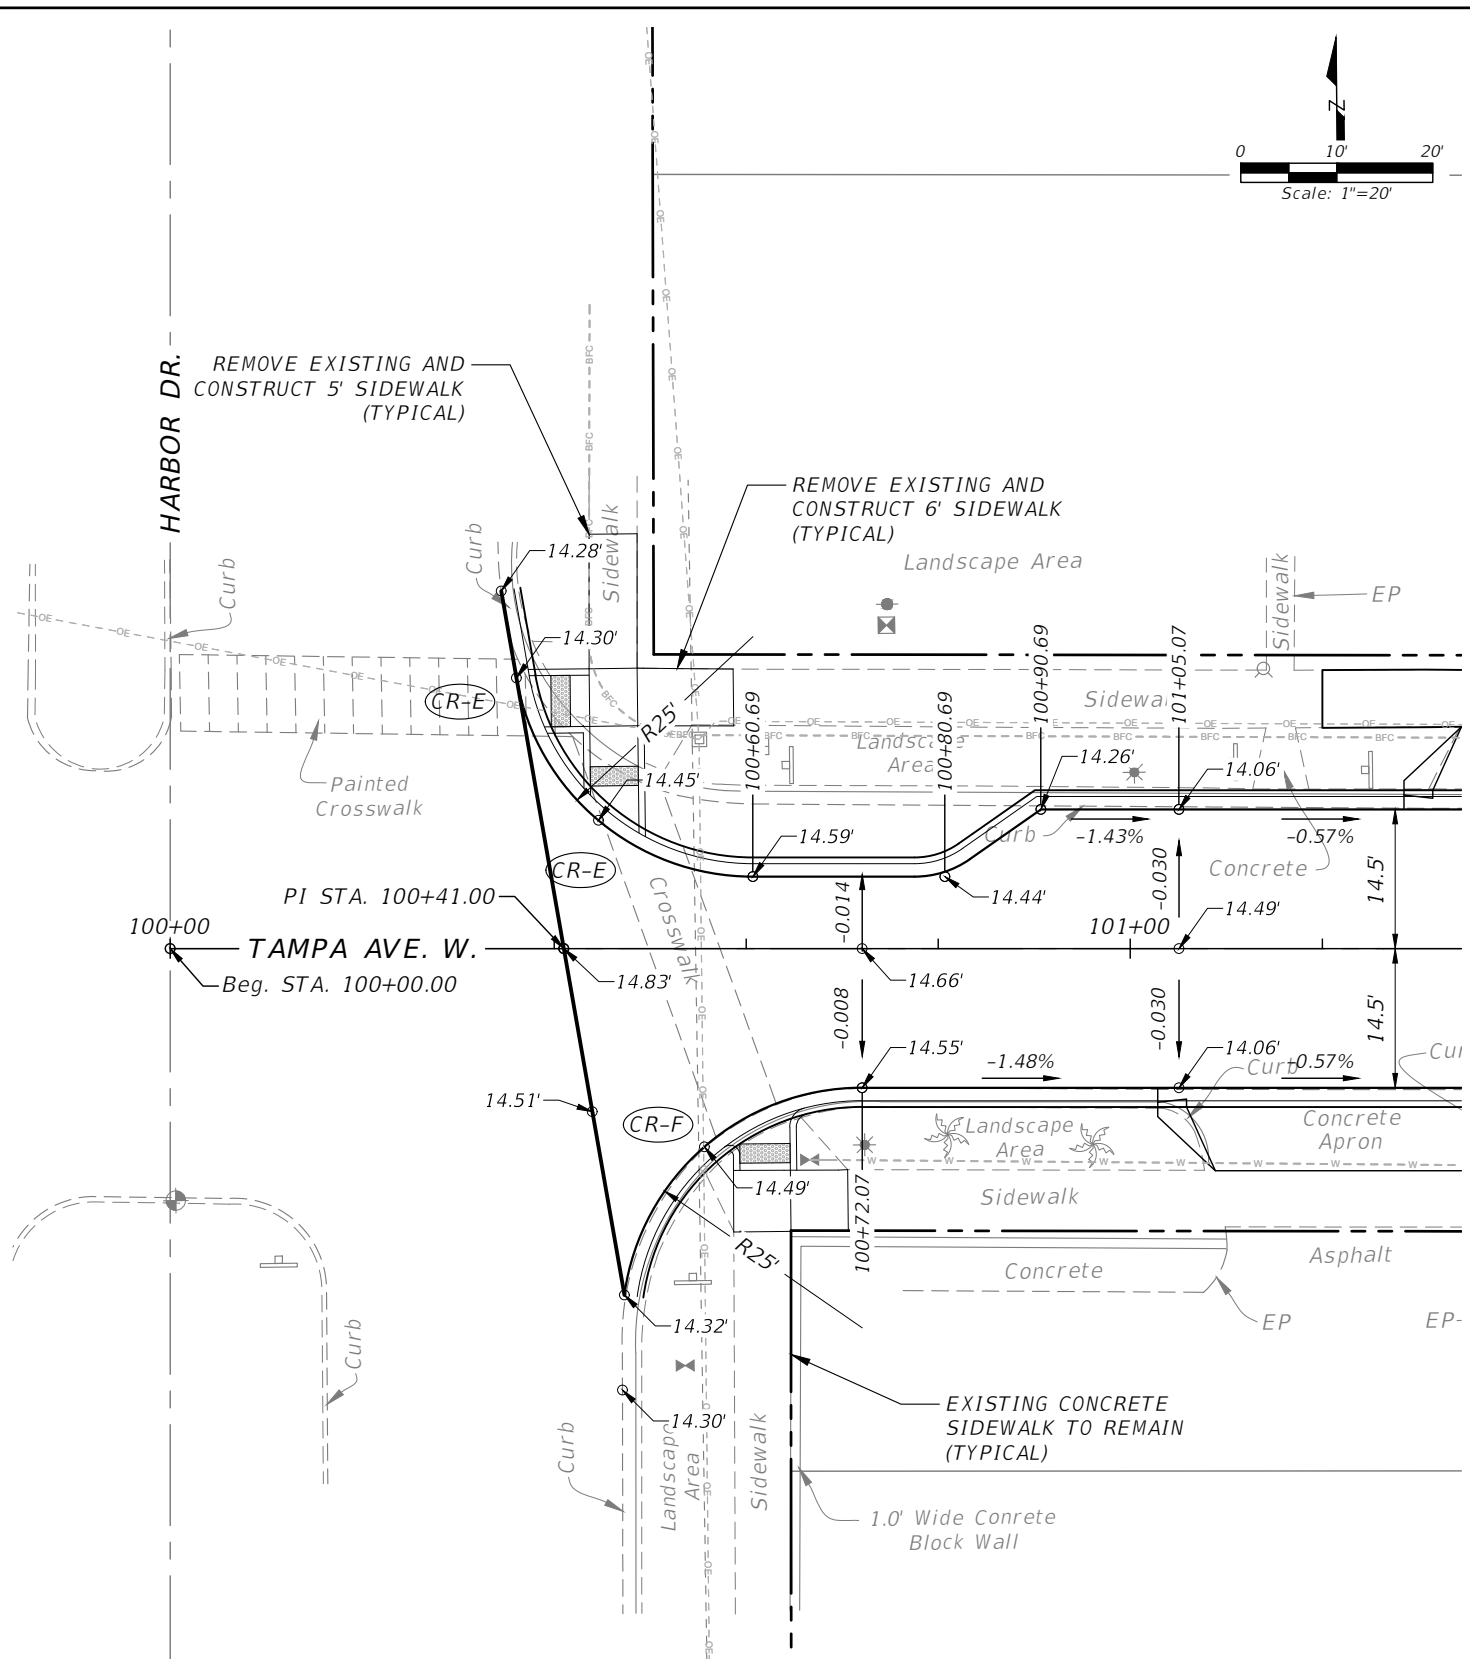 0 10' 20'
Scale: 1"=20'
N
HARBOR DR.
REMOVE EXISTING AND
CONSTRUCT 5' SIDEWALK
(TYPICAL)
REMOVE EXISTING AND
CONSTRUCT 6' SIDEWALK
(TYPICAL)
Landscape Area
Curb
Curb
Sidewalk
Sidewalk
EP
14.28'
14.30'
CR-E
R25'
Sidewa
Landscape
Area
100+60.69
100+80.69
100+90.69
101+05.07
Painted
Crosswalk
14.45'
14.26'
14.06'
14.59'
Curb
-1.43%
-0.57%
Concrete
CR-E
14.44'
-0.014
-0.030
14.5'
PI STA. 100+41.00
100+00
TAMPA AVE. W.
Beg. STA. 100+00.00
Crosswalk
101+00
14.49'
14.83'
14.66'
-0.008
-0.030
14.5'
14.55'
-1.48%
14.06'
-0.57%
Curb
Cur
14.51'
CR-F
Landscape
Area
Concrete
Apron
14.49'
100+72.07
Sidewalk
R25'
Concrete
Asphalt
14.32'
EP
EP-
Curb
14.30'
EXISTING CONCRETE
SIDEWALK TO REMAIN
(TYPICAL)
Curb
Landscape
Area
Sidewalk
1.0' Wide Conrete
Block Wall
OE
BFC
W